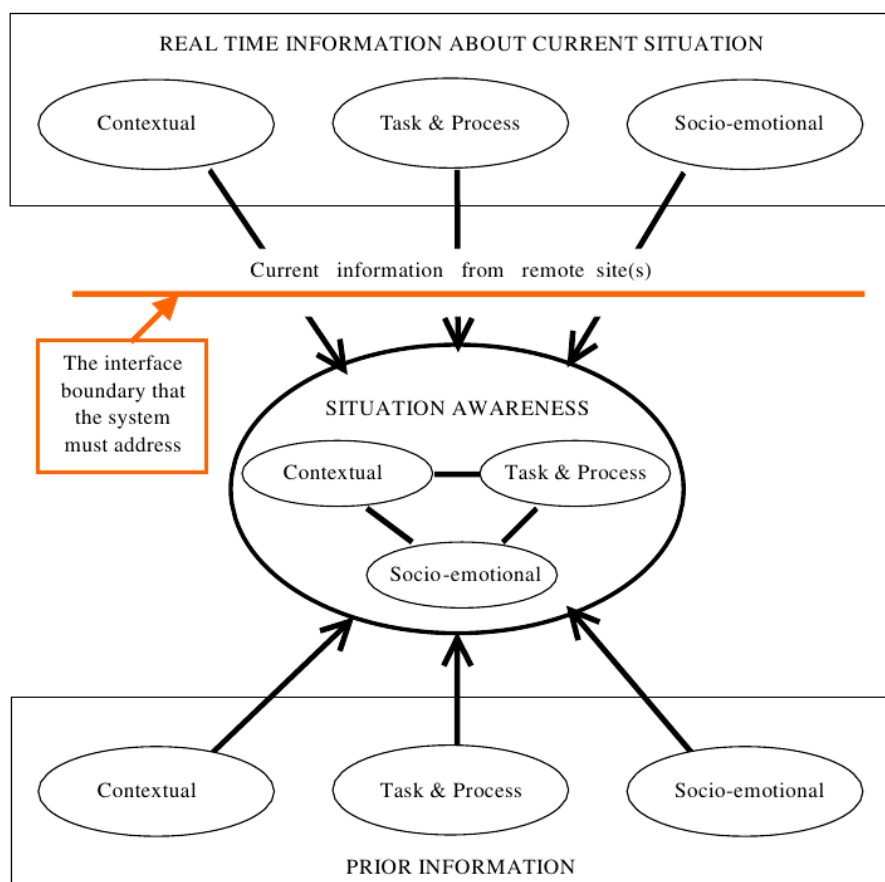 REAL TIME INFORMATION ABOUT CURRENT SITUATION
Contextual
Task & Process
Socio-emotional
Current information from remote site(s)
The interface
boundary that
the system
must address
SITUATION AWARENESS
Contextual
Task & Process
Socio-emotional
Contextual
Task & Process
Socio-emotional
PRIOR INFORMATION